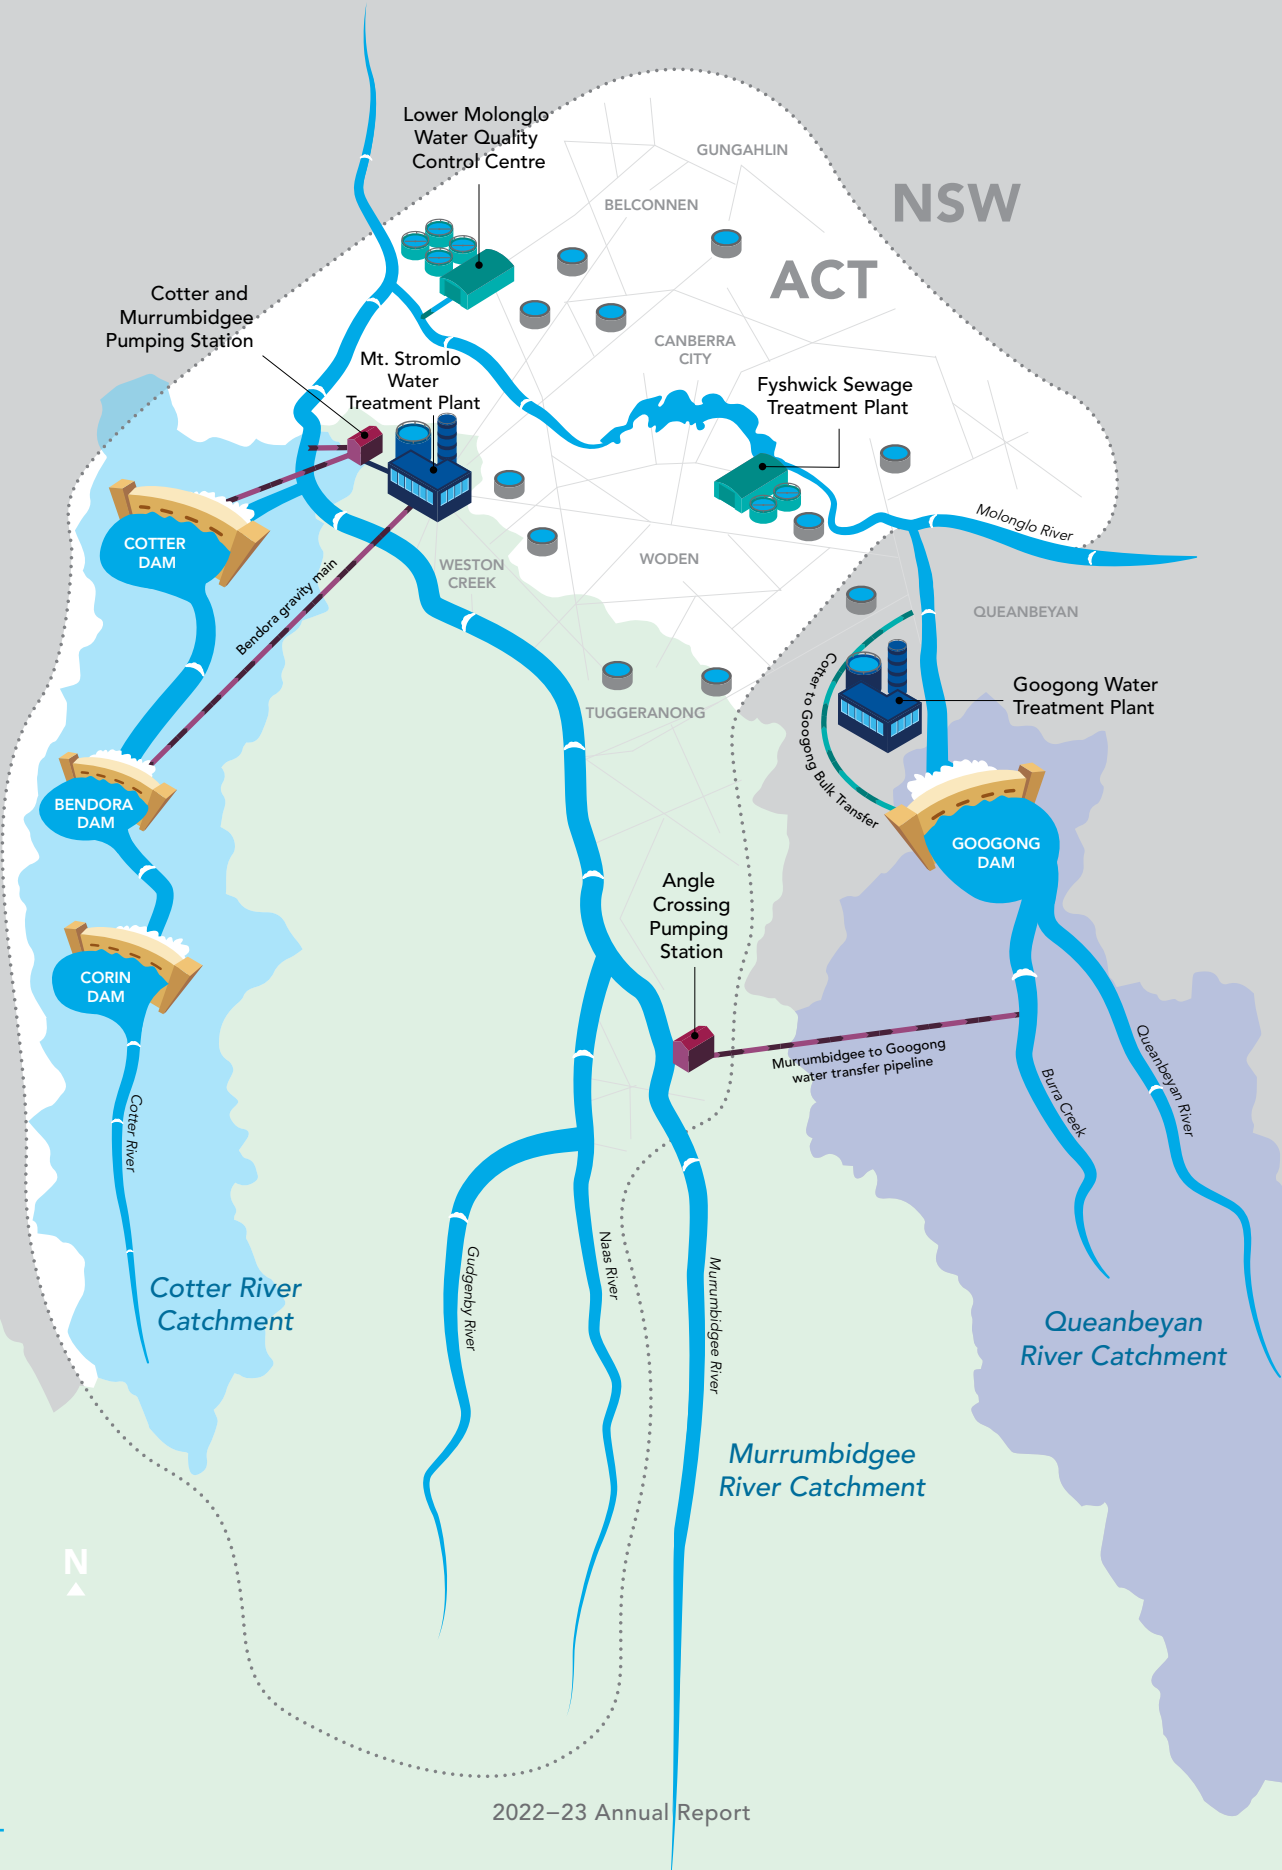 Lower Molonglo
Water Quality
Control Centre
GUNGAHLIN
BELCONNEN
NSW
ACT
Cotter and
Murrumbidgee
Pumping Station
Mt. Stromlo
Water
Treatment Plant
CANBERRA
CITY
Fyshwick Sewage
Treatment Plant
Molonglo River
COTTER
DAM
Bendora gravity main
WESTON
CREEK
WODEN
QUEANBEYAN
Cotter to Googong Bulk Transfer
Googong Water
Treatment Plant
TUGGERANONG
BENDORA
DAM
GOOGONG
DAM
Angle
Crossing
Pumping
Station
CORIN
DAM
Murrumbidgee to Googong
water transfer pipeline
Queanbeyan River
Burra Creek
Cotter River
Gudgenby River
Naas River
Murrumbidgee River
Cotter River
Catchment
Queanbeyan
River Catchment
Murrumbidgee
River Catchment
N
2022–23 Annual Report